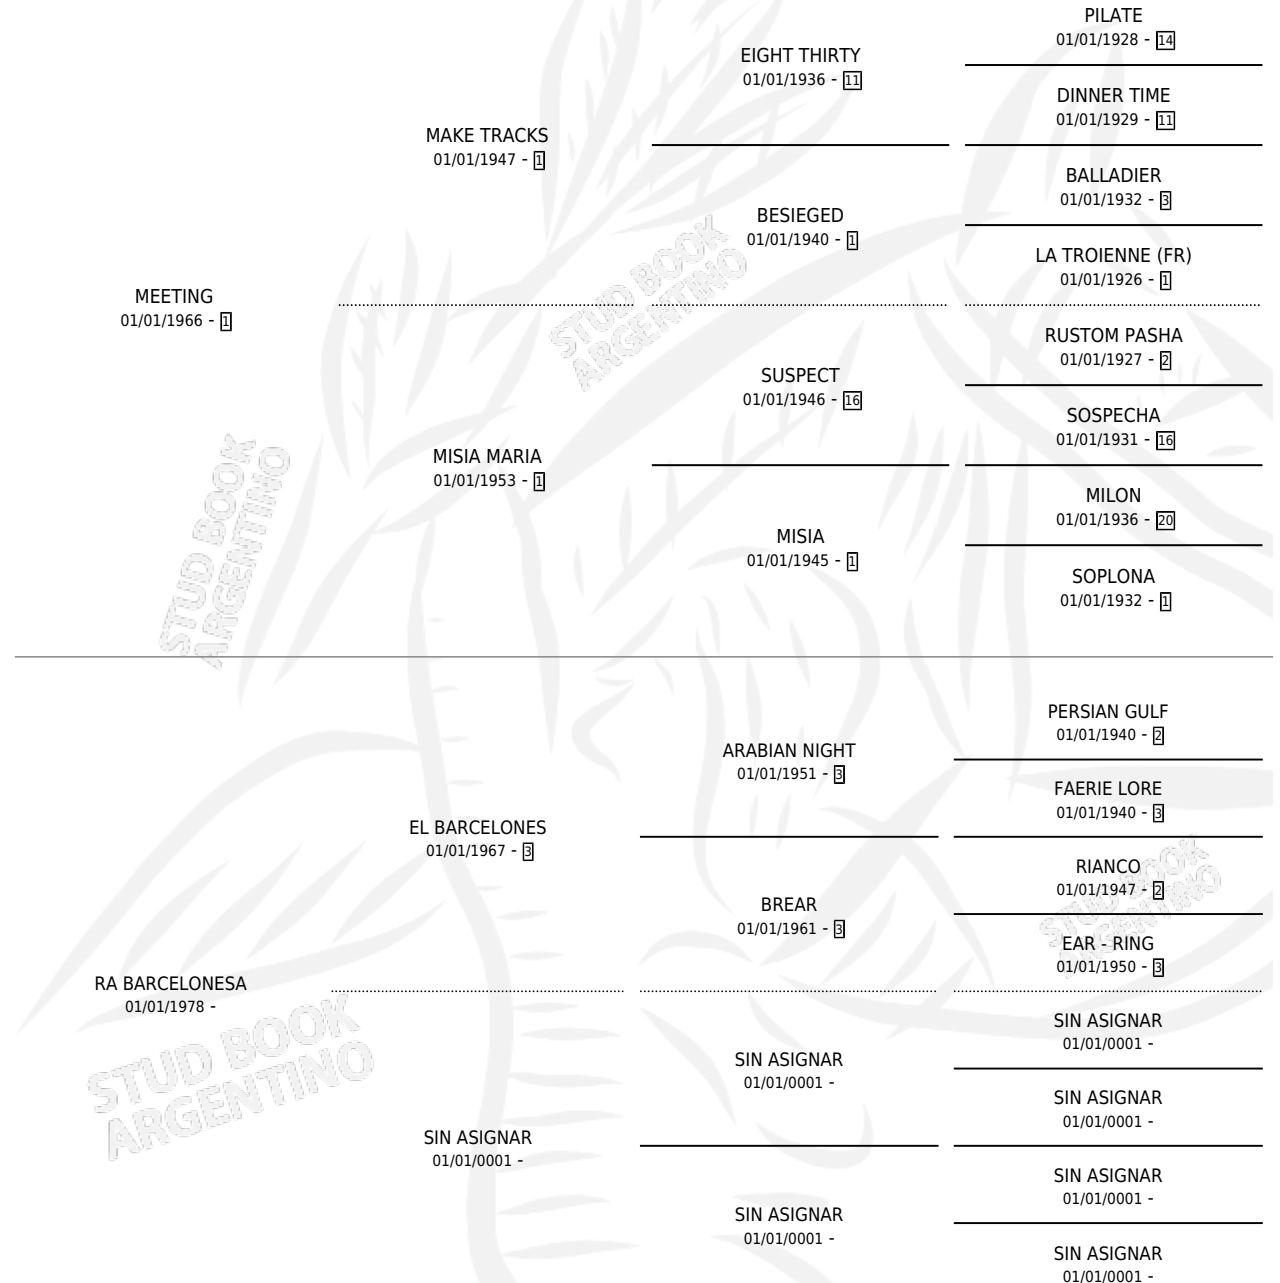 PILATE
01/01/1928 - 14
EIGHT THIRTY
01/01/1936 - 11
DINNER TIME
01/01/1929 - 11
MAKE TRACKS
01/01/1947 - 1
BALLADIER
01/01/1932 - 3
BESIEGED
01/01/1940 - 1
LA TROIENNE (FR)
01/01/1926 - 1
MEETING
01/01/1966 - 1
RUSTOM PASHA
01/01/1927 - 2
SUSPECT
01/01/1946 - 16
SOSPECHA
01/01/1931 - 16
MISIA MARIA
01/01/1953 - 1
MILON
01/01/1936 - 20
MISIA
01/01/1945 - 1
SOPLONA
01/01/1932 - 1
STUD BOOK
ARGENTINO
STUD BOOK
ARGENTINO
PERSIAN GULF
01/01/1940 - 2
ARABIAN NIGHT
01/01/1951 - 3
FAERIE LORE
01/01/1940 - 3
EL BARCELONES
01/01/1967 - 3
RIANCO
01/01/1947 - 2
BREAR
01/01/1961 - 3
EAR - RING
01/01/1950 - 3
STUD BOOK
ARGENTINO
RA BARCELONESA
01/01/1978 -
SIN ASIGNAR
01/01/0001 -
SIN ASIGNAR
01/01/0001 -
SIN ASIGNAR
01/01/0001 -
SIN ASIGNAR
01/01/0001 -
SIN ASIGNAR
01/01/0001 -
SIN ASIGNAR
01/01/0001 -
SIN ASIGNAR
01/01/0001 -
STUD BOOK
ARGENTINO